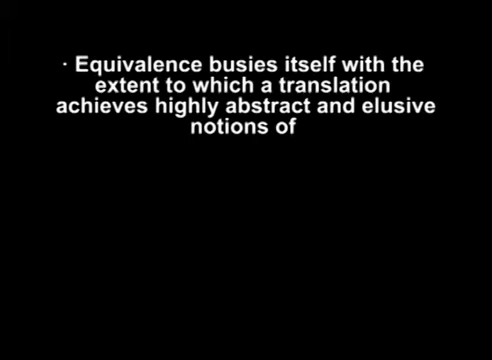 · Equivalence busies itself with the
extent to which a translation
achieves highly abstract and elusive
notions of